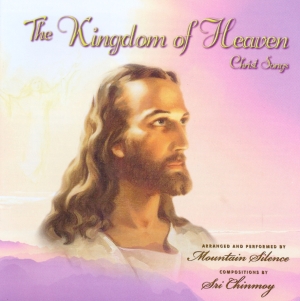 The Kingdom of Heaven
Christ Songs
ARRANGED AND PERFORMED BY
Mountain Silence
COMPOSITIONS BY
Sri Chinmoy